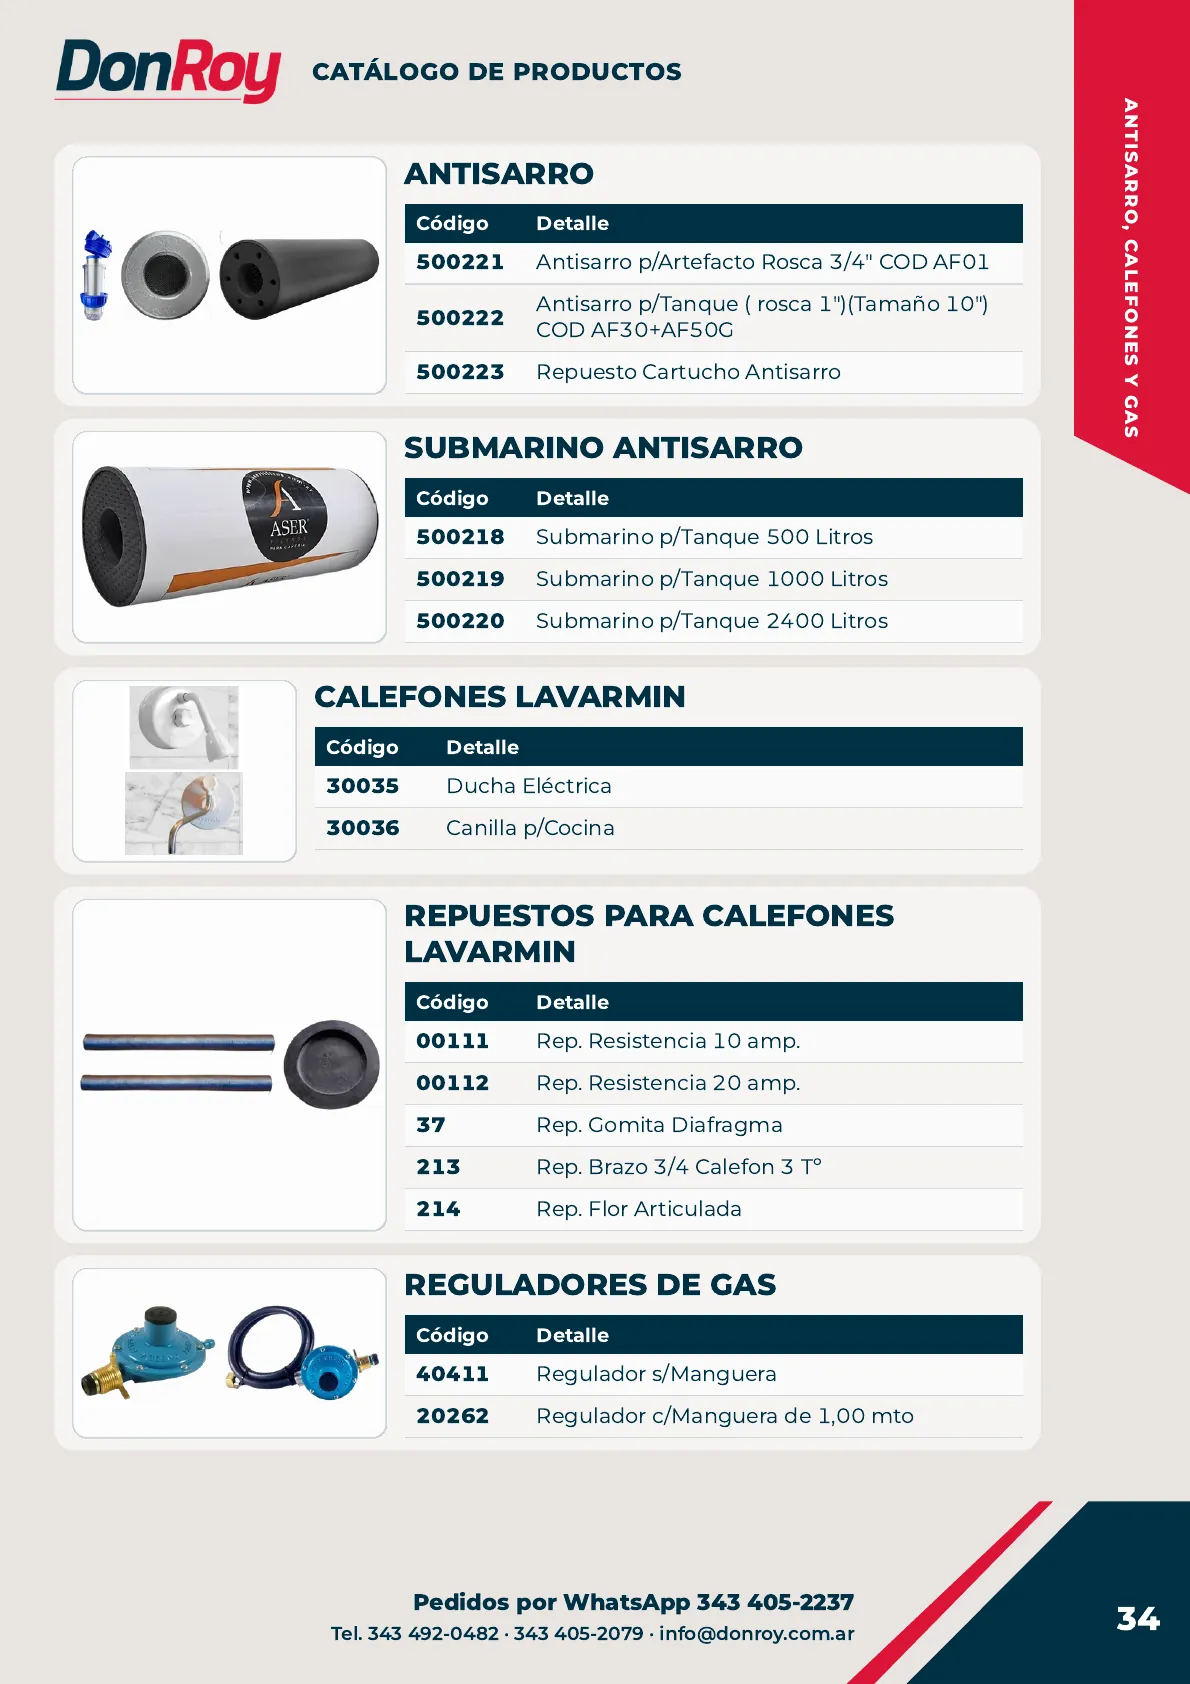 DonRoy
CATÁLOGO DE PRODUCTOS
ANTISARRO, CALEFONES Y GAS
ANTISARRO
Código Detalle
500221 Antisarro p/Artefacto Rosca 3/4" COD AF01
500222 Antisarro p/Tanque ( rosca 1")(Tamaño 10")
COD AF30+AF50G
500223 Repuesto Cartucho Antisarro
SUBMARINO ANTISARRO
ASER
Código Detalle
500218 Submarino p/Tanque 500 Litros
500219 Submarino p/Tanque 1000 Litros
500220 Submarino p/Tanque 2400 Litros
CALEFONES LAVARMIN
Código Detalle
30035 Ducha Eléctrica
30036 Canilla p/Cocina
REPUESTOS PARA CALEFONES
LAVARMIN
Código Detalle
00111 Rep. Resistencia 10 amp.
00112 Rep. Resistencia 20 amp.
37 Rep. Gomita Diafragma
213 Rep. Brazo 3/4 Calefon 3 Tº
214 Rep. Flor Articulada
REGULADORES DE GAS
Código Detalle
40411 Regulador s/Manguera
20262 Regulador c/Manguera de 1,00 mto
Pedidos por WhatsApp 343 405-2237
Tel. 343 492-0482 · 343 405-2079 · info@donroy.com.ar
34